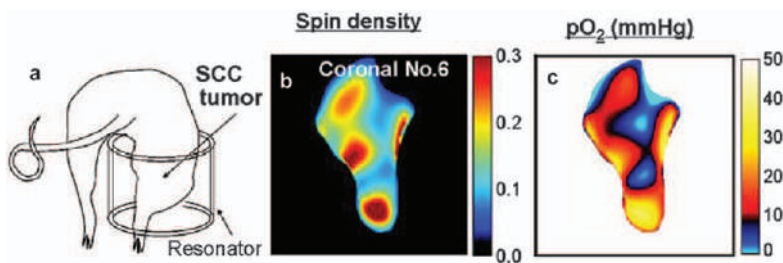 Spin density
pO2 (mmHg)
a
SCC
tumor
Resonator
b
Coronal No.6
0.3
0.2
0.1
0.0
c
50
40
30
20
10
0